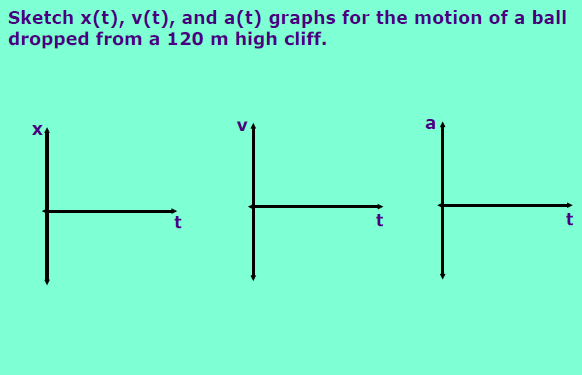 Sketch x(t), v(t), and a(t) graphs for the motion of a ball
dropped from a 120 m high cliff.
x
v
a
t
t
t